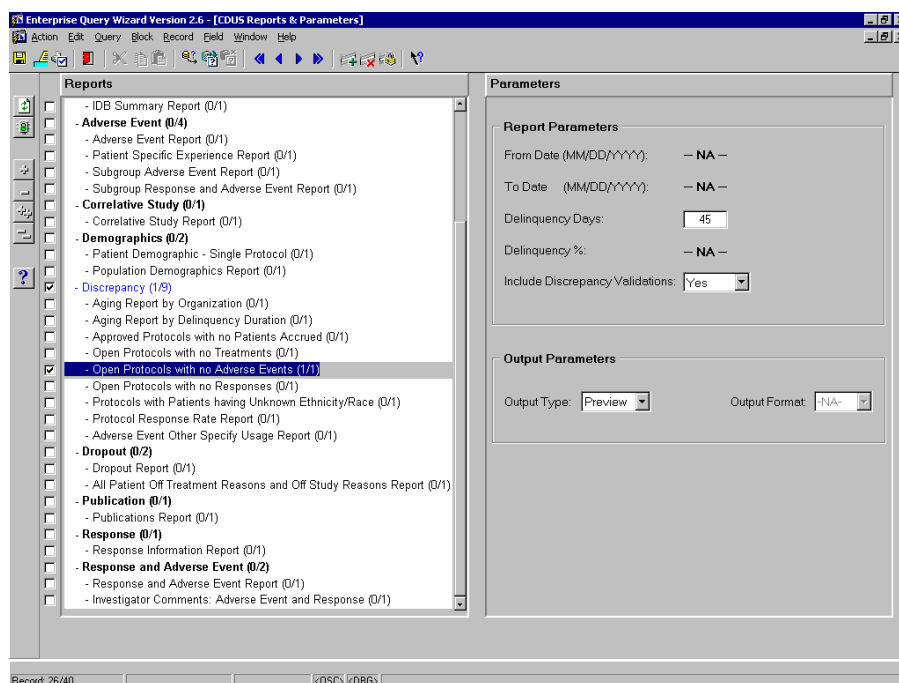 Enterprise Query Wizard Version 2.6 - [CDUS Reports & Parameters]
Action Edit Query Block Record Field Window Help
Reports
- IDB Summary Report (0/1)
- Adverse Event (0/4)
- Adverse Event Report (0/1)
- Patient Specific Experience Report (0/1)
- Subgroup Adverse Event Report (0/1)
- Subgroup Response and Adverse Event Report (0/1)
- Correlative Study (0/1)
- Correlative Study Report (0/1)
- Demographics (0/2)
- Patient Demographic - Single Protocol (0/1)
- Population Demographics Report (0/1)
- Discrepancy (1/9)
- Aging Report by Organization (0/1)
- Aging Report by Delinquency Duration (0/1)
- Approved Protocols with no Patients Accrued (0/1)
- Open Protocols with no Treatments (0/1)
- Open Protocols with no Adverse Events (1/1)
- Open Protocols with no Responses (0/1)
- Protocols with Patients having Unknown Ethnicity/Race (0/1)
- Protocol Response Rate Report (0/1)
- Adverse Event Other Specify Usage Report (0/1)
- Dropout (0/2)
- Dropout Report (0/1)
- All Patient Off Treatment Reasons and Off Study Reasons Report (0/1)
- Publication (0/1)
- Publications Report (0/1)
- Response (0/1)
- Response Information Report (0/1)
- Response and Adverse Event (0/2)
- Response and Adverse Event Report (0/1)
- Investigator Comments: Adverse Event and Response (0/1)
Parameters
Report Parameters
From Date (MM/DD/YYYY): -- NA --
To Date (MM/DD/YYYY): -- NA --
Delinquency Days: 45
Delinquency %: -- NA --
Include Discrepancy Validations: Yes
Output Parameters
Output Type: Preview Output Format: -NA-
Record: 26/40 <OSC> <DBG>